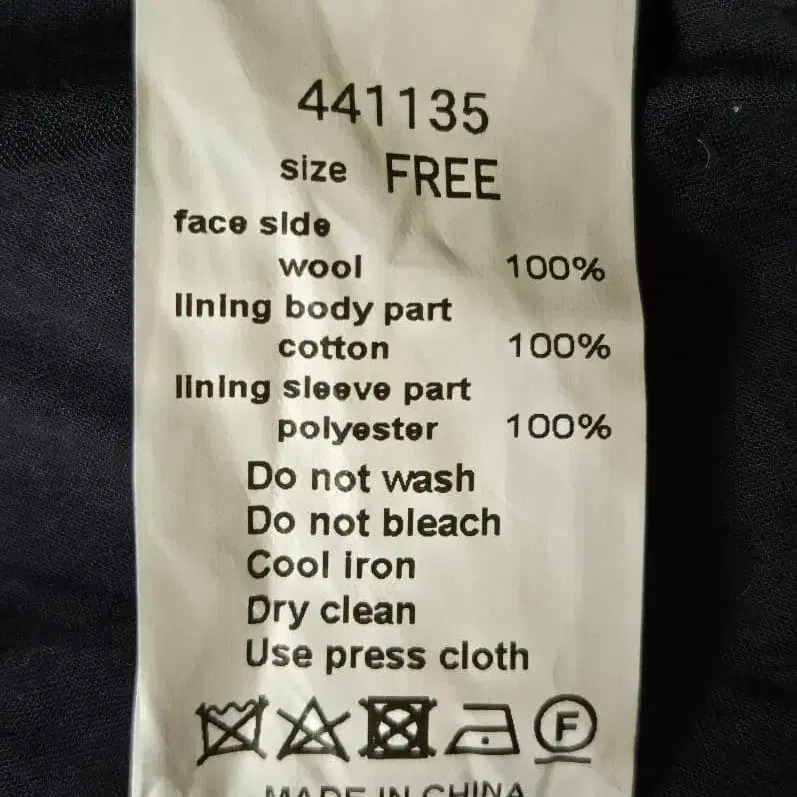 441135
size FREE
face side
wool 100%
lining body part
cotton 100%
lining sleeve part
polyester 100%
Do not wash
Do not bleach
Cool iron
Dry clean
Use press cloth
F
MADE IN CHINA